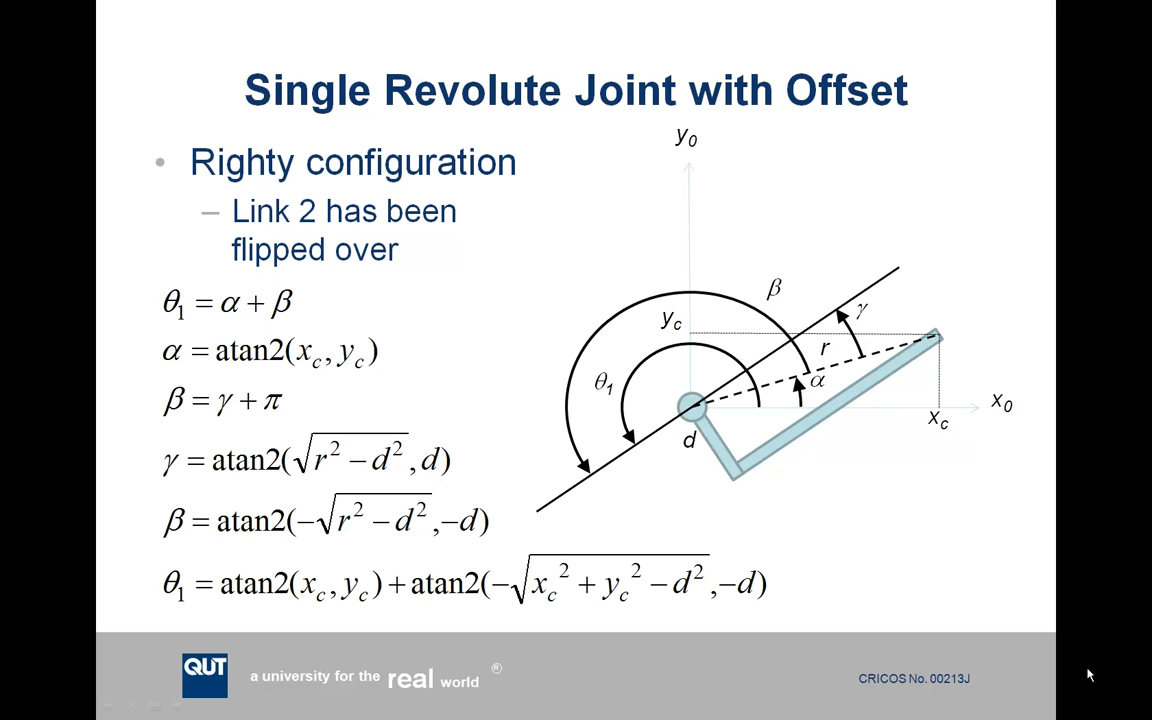 Single Revolute Joint with Offset
• Righty configuration
– Link 2 has been
flipped over
θ₁ = α + β
α = atan2(x_c, y_c)
β = γ + π
γ = atan2(√(r² − d²), d)
β = atan2(−√(r² − d²), −d)
θ₁ = atan2(x_c, y_c) + atan2(−√(x_c² + y_c² − d²), −d)
y₀
β
γ
y_c
r
θ₁
α
x₀
x_c
d
QUT
a university for the real world ®
CRICOS No. 00213J